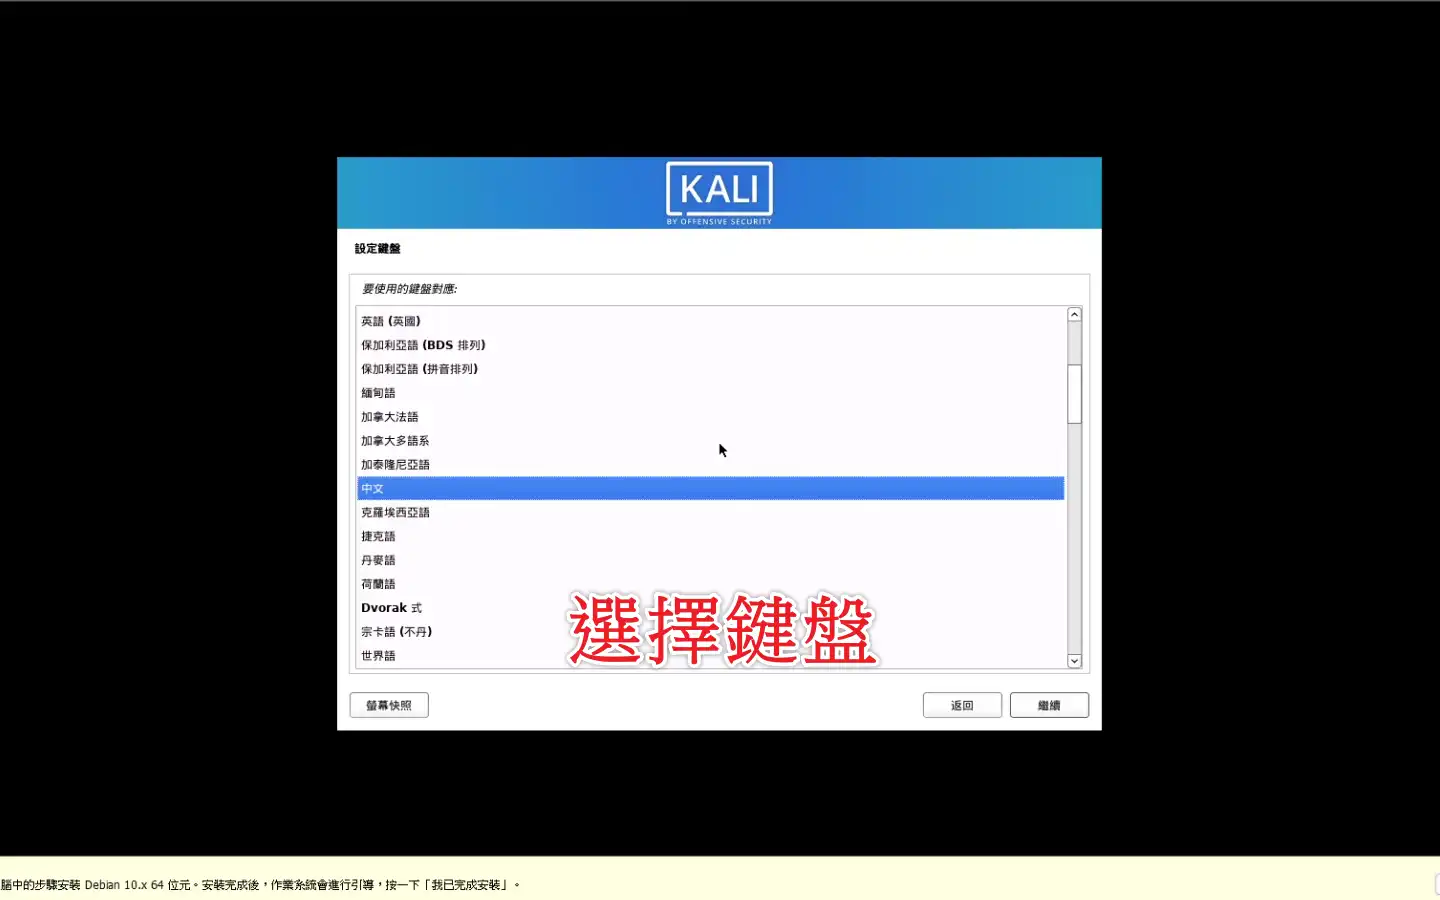 KALI
BY OFFENSIVE SECURITY
設定鍵盤
要使用的鍵盤對應:
英語 (英國)
保加利亞語 (BDS 排列)
保加利亞語 (拼音排列)
緬甸語
加拿大法語
加拿大多語系
加泰隆尼亞語
中文
克羅埃西亞語
捷克語
丹麥語
荷蘭語
Dvorak 式
宗卡語 (不丹)
世界語
選擇鍵盤
螢幕快照
返回
繼續
腦中的步驟安裝 Debian 10.x 64 位元。安裝完成後，作業系統會進行引導，按一下「我已完成安裝」。